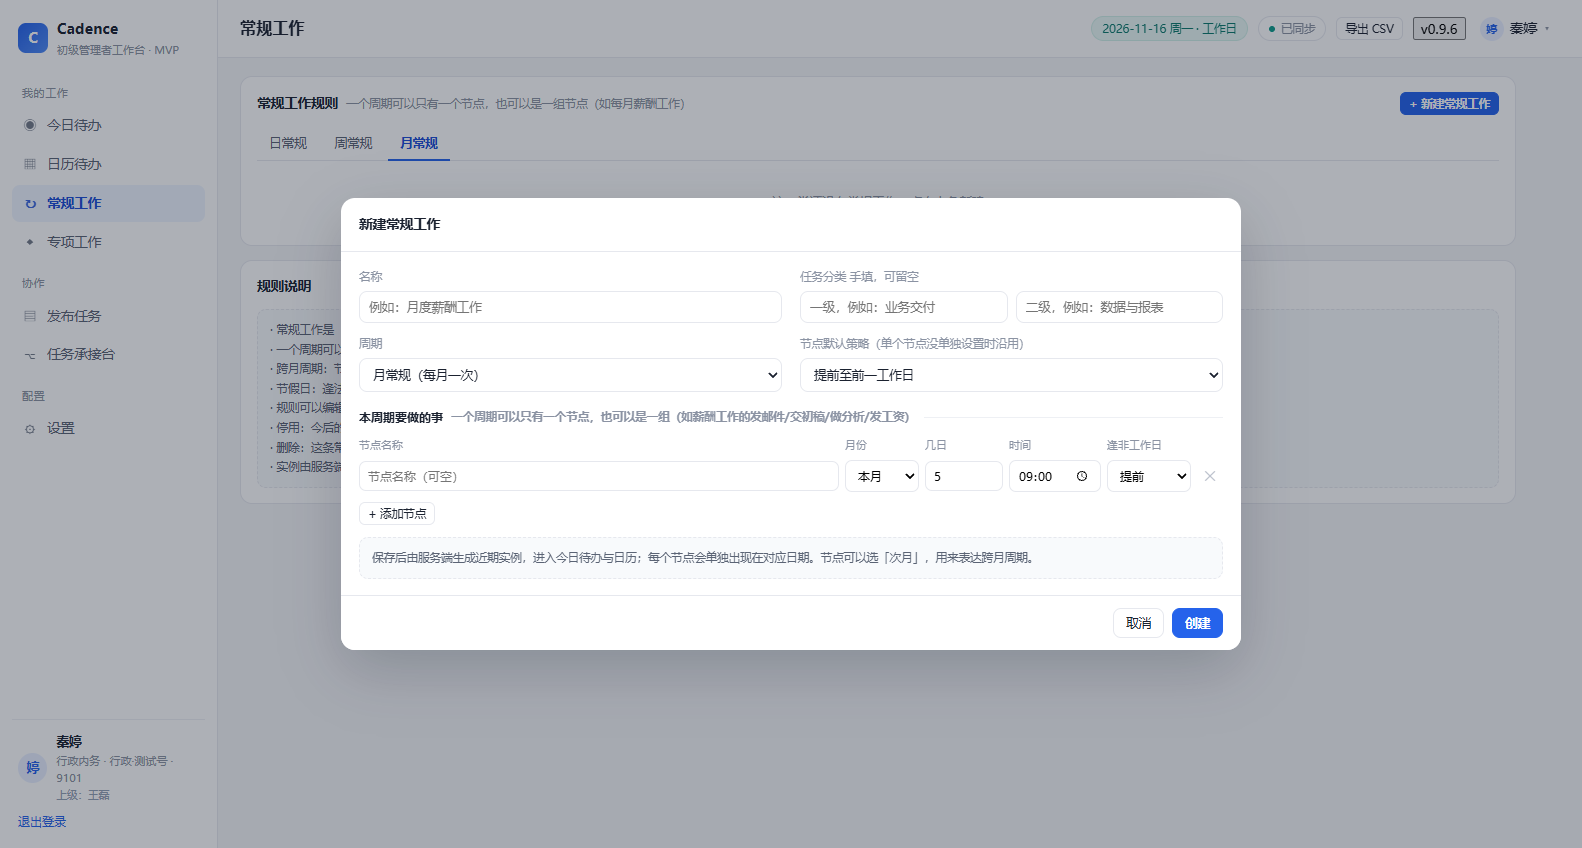 C
Cadence
初级管理者工作台 · MVP
我的工作
今日待办
日历待办
常规工作
专项工作
协作
发布任务
任务承接台
配置
设置
婷
秦婷
行政内务 · 行政·测试号 ·
9101
上级：王磊
退出登录
常规工作
2026-11-16 周一 · 工作日
已同步
导出 CSV
v0.9.6
婷
秦婷
常规工作规则 一个周期可以只有一个节点，也可以是一组节点（如每月薪酬工作）
+ 新建常规工作
日常规
周常规
月常规
规则说明
· 常规工作是
· 一个周期可以
· 跨月周期：节
· 节假日：逢法
· 规则可以编辑
· 停用：今后的
· 删除：这条常
· 实例由服务端
新建常规工作
名称
例如：月度薪酬工作
任务分类 手填，可留空
一级，例如：业务交付
二级，例如：数据与报表
周期
月常规（每月一次）
节点默认策略（单个节点没单独设置时沿用）
提前至前一工作日
本周期要做的事 一个周期可以只有一个节点，也可以是一组（如薪酬工作的发邮件/交初稿/做分析/发工资）
节点名称 月份 几日 时间 逢非工作日
节点名称（可空） 本月 5 09:00 提前
+ 添加节点
保存后由服务端生成近期实例，进入今日待办与日历；每个节点会单独出现在对应日期。节点可以选「次月」，用来表达跨月周期。
取消
创建